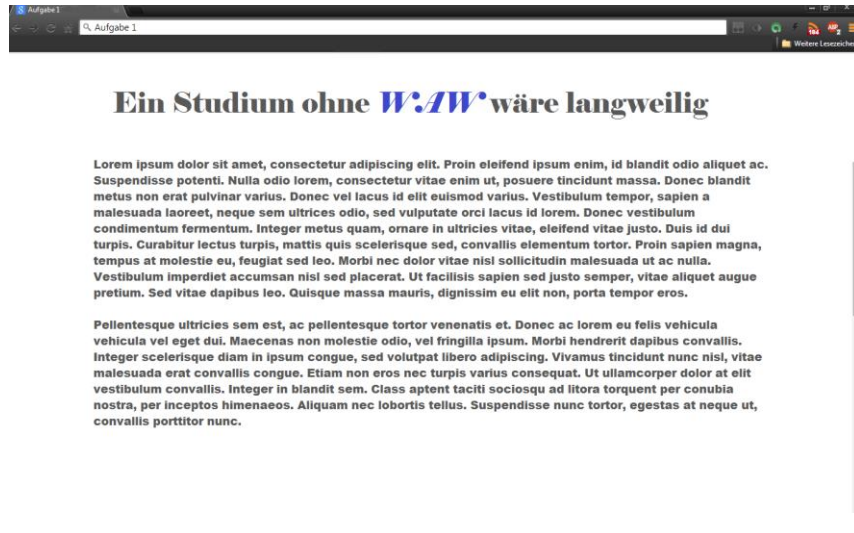 Aufgabe 1
Aufgabe 1
194
ABP
2
Weitere Lesezeichen
Ein Studium ohne WAW wäre langweilig
Lorem ipsum dolor sit amet, consectetur adipiscing elit. Proin eleifend ipsum enim, id blandit odio aliquet ac.
Suspendisse potenti. Nulla odio lorem, consectetur vitae enim ut, posuere tincidunt massa. Donec blandit
metus non erat pulvinar varius. Donec vel lacus id elit euismod varius. Vestibulum tempor, sapien a
malesuada laoreet, neque sem ultrices odio, sed vulputate orci lacus id lorem. Donec vestibulum
condimentum fermentum. Integer metus quam, ornare in ultricies vitae, eleifend vitae justo. Duis id dui
turpis. Curabitur lectus turpis, mattis quis scelerisque sed, convallis elementum tortor. Proin sapien magna,
tempus at molestie eu, feugiat sed leo. Morbi nec dolor vitae nisl sollicitudin malesuada ut ac nulla.
Vestibulum imperdiet accumsan nisl sed placerat. Ut facilisis sapien sed justo semper, vitae aliquet augue
pretium. Sed vitae dapibus leo. Quisque massa mauris, dignissim eu elit non, porta tempor eros.
Pellentesque ultricies sem est, ac pellentesque tortor venenatis et. Donec ac lorem eu felis vehicula
vehicula vel eget dui. Maecenas non molestie odio, vel fringilla ipsum. Morbi hendrerit dapibus convallis.
Integer scelerisque diam in ipsum congue, sed volutpat libero adipiscing. Vivamus tincidunt nunc nisl, vitae
malesuada erat convallis congue. Etiam non eros nec turpis varius consequat. Ut ullamcorper dolor at elit
vestibulum convallis. Integer in blandit sem. Class aptent taciti sociosqu ad litora torquent per conubia
nostra, per inceptos himenaeos. Aliquam nec lobortis tellus. Suspendisse nunc tortor, egestas at neque ut,
convallis porttitor nunc.